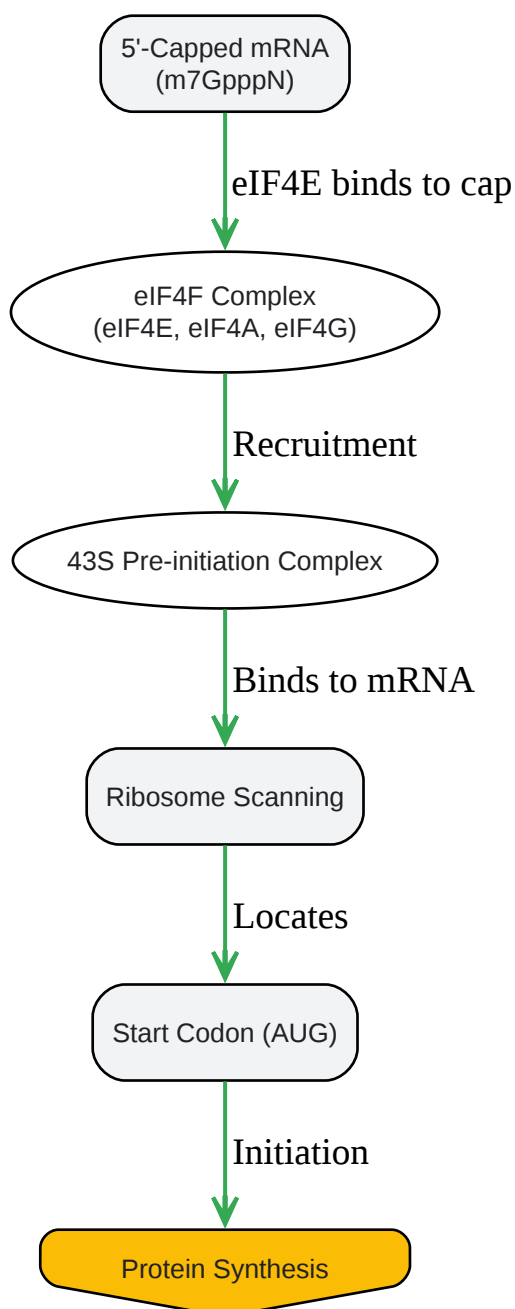 5'-Capped mRNA
(m7GpppN)
eIF4E binds to cap
eIF4F Complex
(eIF4E, eIF4A, eIF4G)
Recruitment
43S Pre-initiation Complex
Binds to mRNA
Ribosome Scanning
Locates
Start Codon (AUG)
Initiation
Protein Synthesis